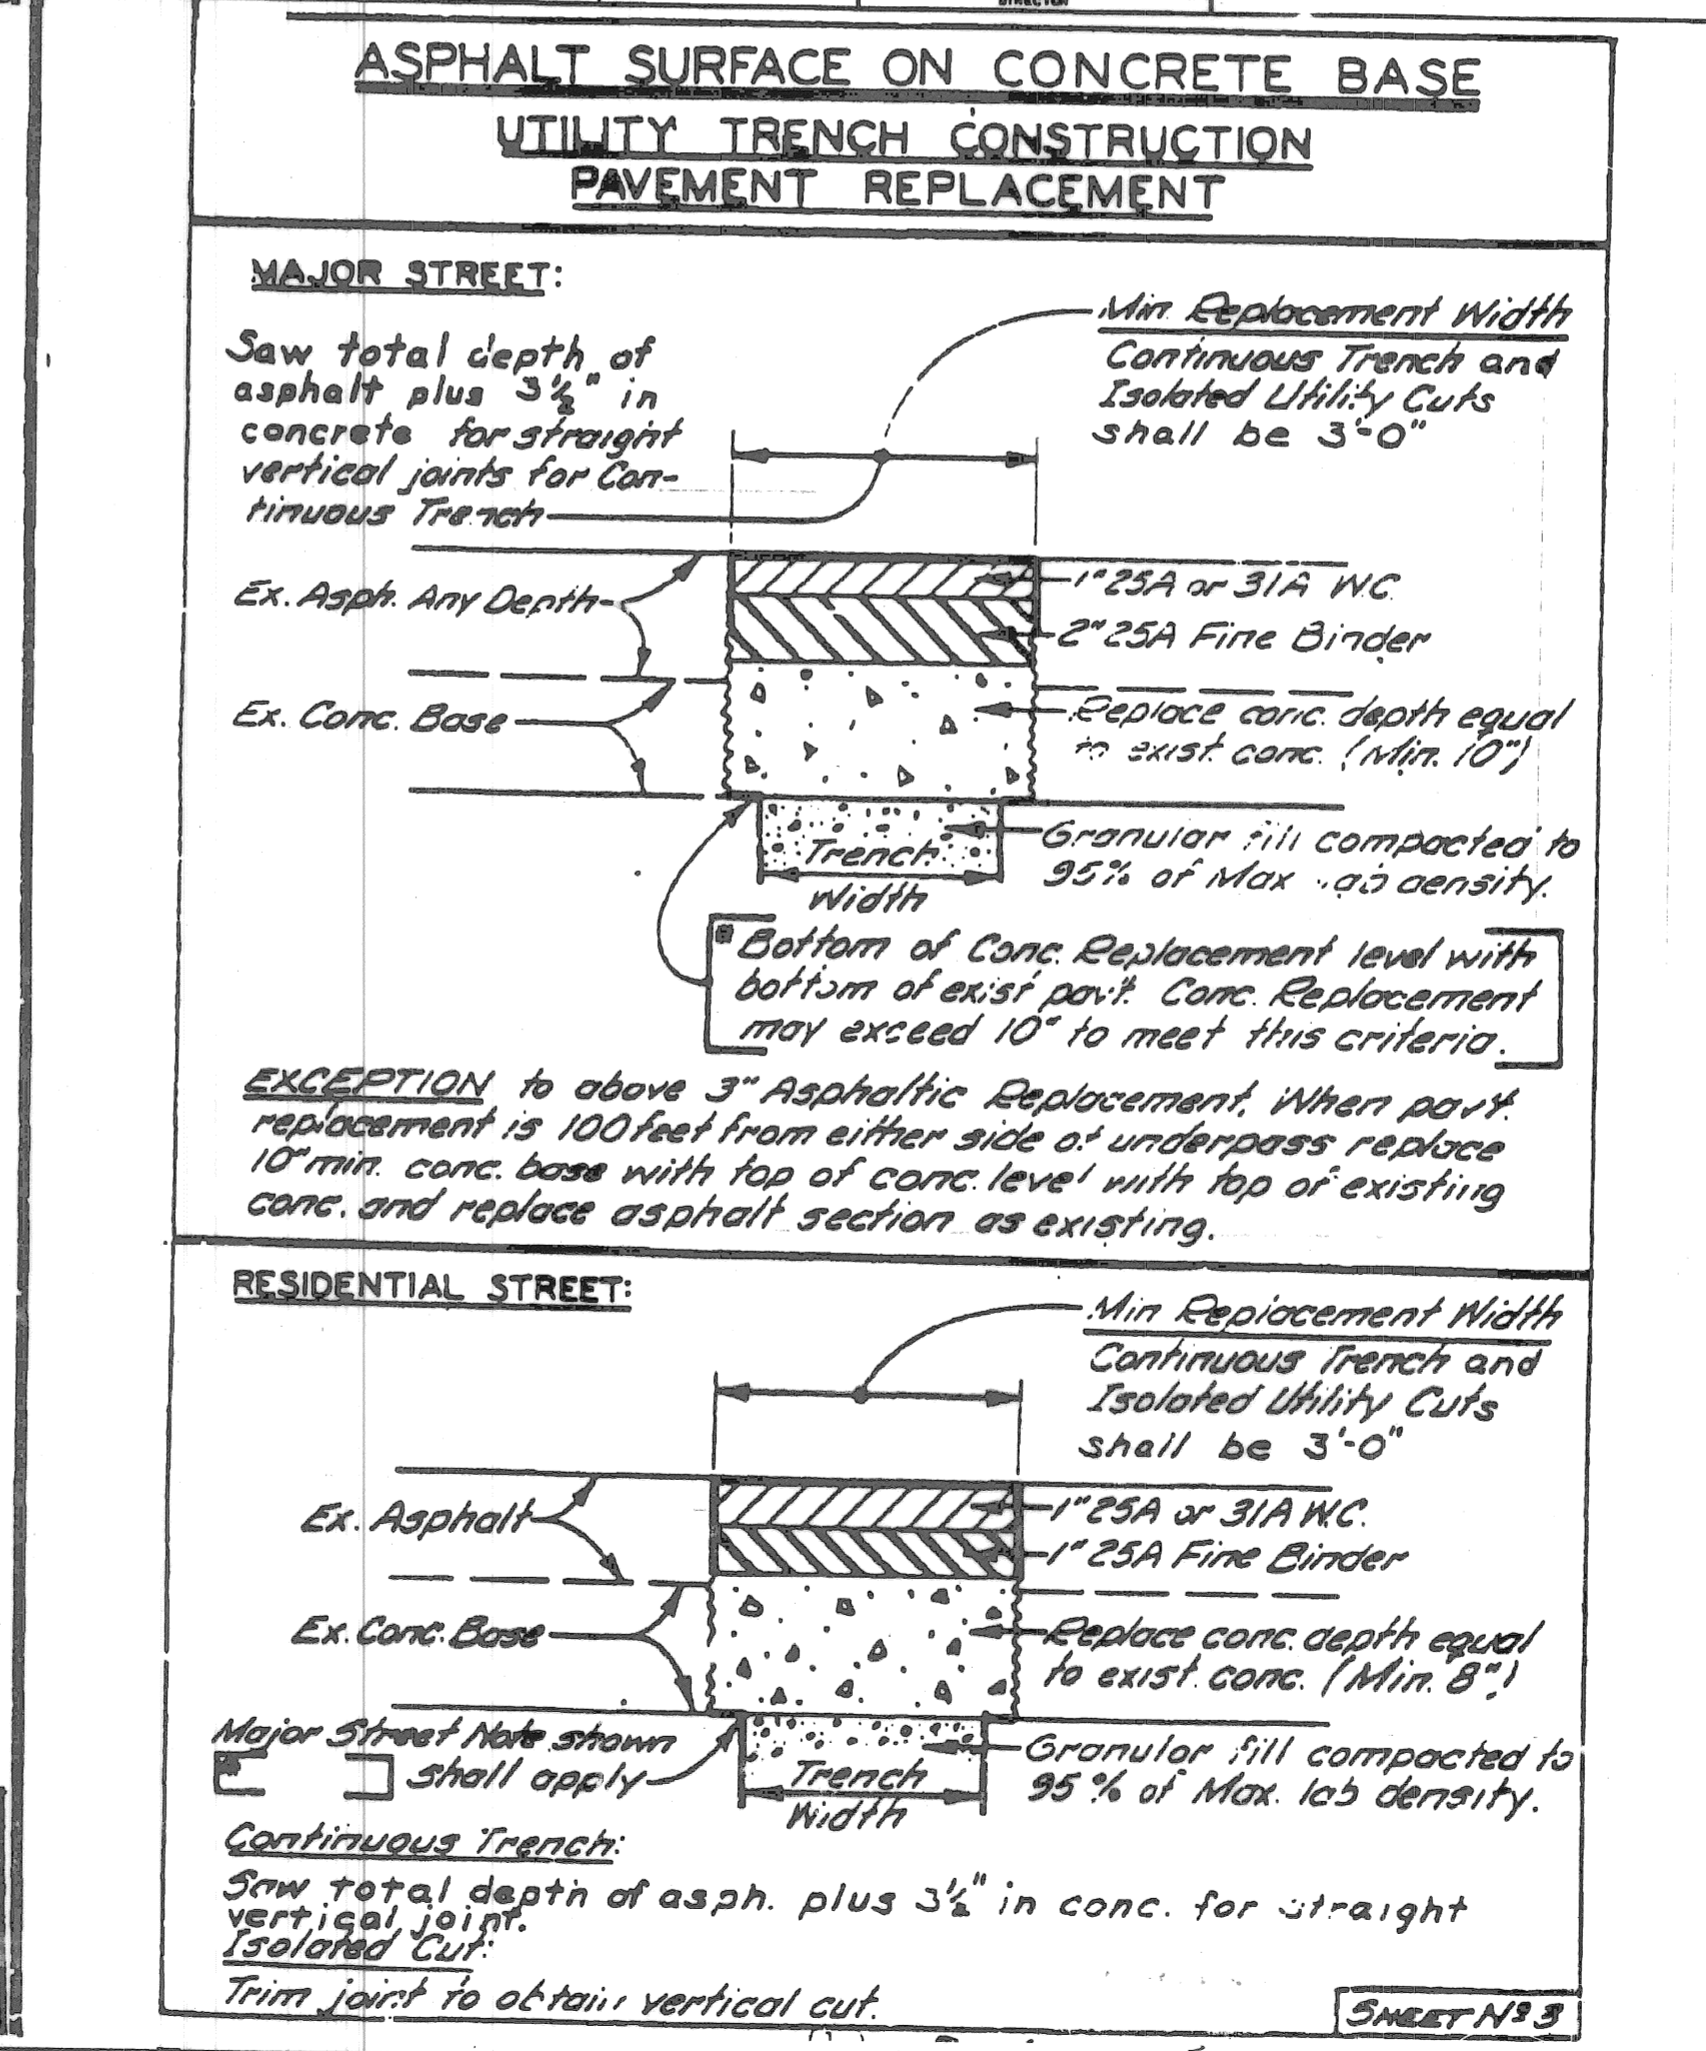 DIRECTOR
ASPHALT SURFACE ON CONCRETE BASE
UTILITY TRENCH CONSTRUCTION
PAVEMENT REPLACEMENT
MAJOR STREET:
Saw total depth of
asphalt plus 3½" in
concrete for straight
vertical joints for Con-
tinuous Trench
Min. Replacement Width
Continuous Trench and
Isolated Utility Cuts
shall be 3'-0"
Ex. Asph. Any Depth
Ex. Conc. Base
1" 25A or 31A W.C.
2" 25A Fine Binder
Replace conc. depth equal
to exist. conc. (Min. 10")
Granular fill compacted to
95% of Max lab density.
Trench
Width
Bottom of Conc. Replacement level with
bottom of exist pav't. Conc. Replacement
may exceed 10" to meet this criteria.
EXCEPTION to above 3" Asphaltic Replacement. When pav't.
replacement is 100 feet from either side of underpass replace
10" min. conc. base with top of conc. level with top of existing
conc. and replace asphalt section as existing.
RESIDENTIAL STREET:
Min Replacement Width
Continuous Trench and
Isolated Utility Cuts
shall be 3'-0"
Ex. Asphalt
Ex. Conc. Base
1" 25A or 31A W.C.
1" 25A Fine Binder
Replace conc. depth equal
to exist. conc. (Min. 8")
Major Street Note shown
shall apply
Granular fill compacted to
95% of Max. lab density.
Trench
Width
Continuous Trench:
Saw total depth of asph. plus 3½" in conc. for straight
vertical joint.
Isolated Cut:
Trim joint to obtain vertical cut.
SHEET Nº 3